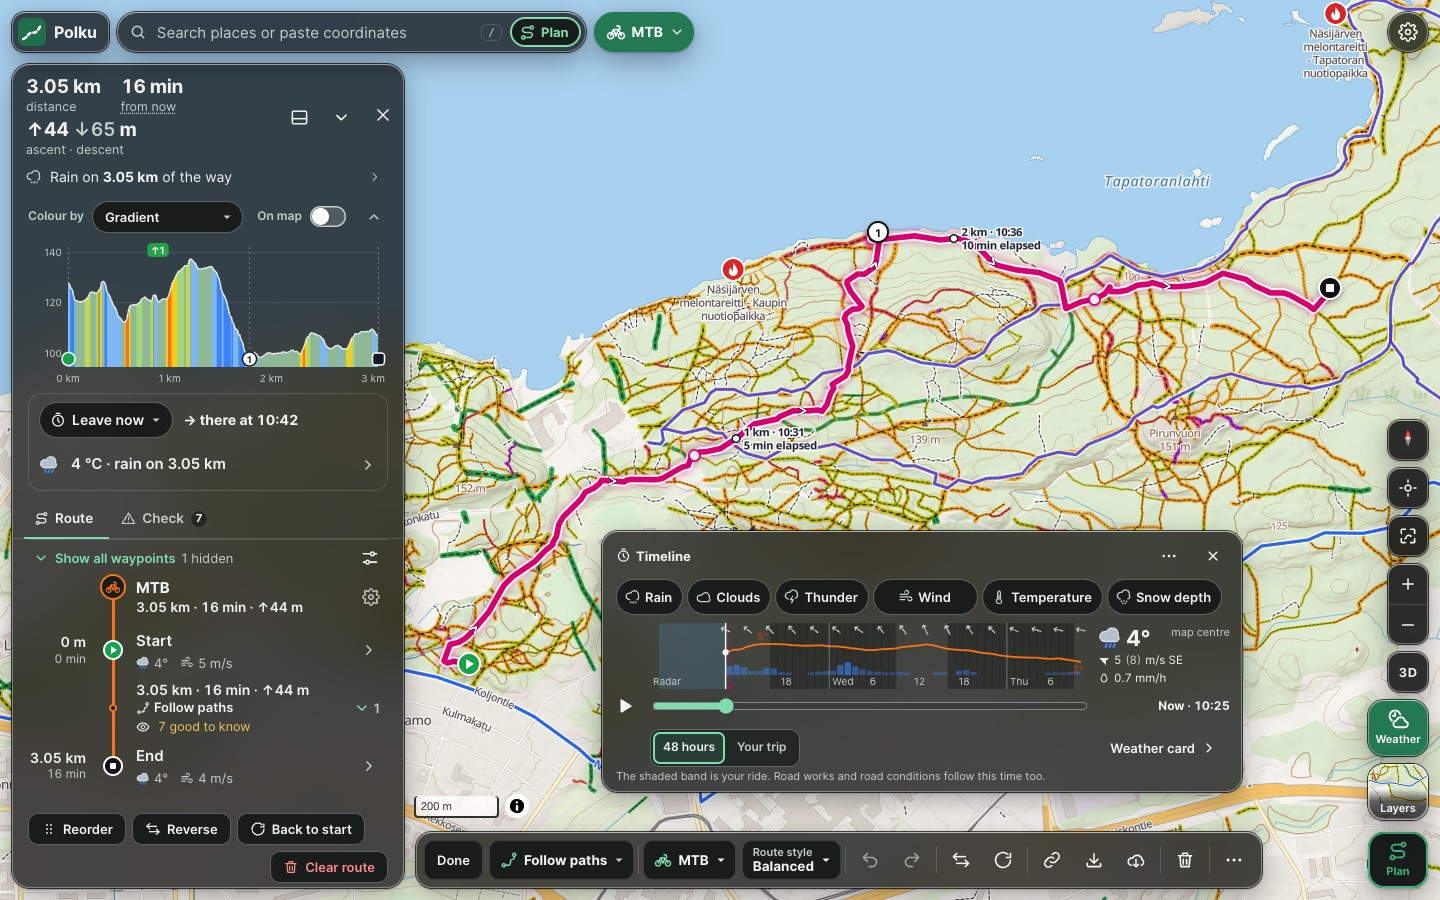 Polku
Search places or paste coordinates
/
Plan
MTB
3.05 km
16 min
distance
from now
↑44 ↓65 m
ascent · descent
Rain on 3.05 km of the way
Colour by
Gradient
On map
↑1
140
120
100
1
0 km
1 km
2 km
3 km
Leave now
→ there at 10:42
4 °C · rain on 3.05 km
Route
Check 7
Show all waypoints 1 hidden
MTB
3.05 km · 16 min · ↑44 m
0 m
0 min
Start
4° 5 m/s
3.05 km · 16 min · ↑44 m
Follow paths
1
7 good to know
3.05 km
16 min
End
4° 4 m/s
Reorder
Reverse
Back to start
Clear route
Näsijärven
melontareitti
- Tapatoran
nuotiopaikka
Tapatoranlahti
1
2 km · 10:36
10 min elapsed
Näsijärven
melontareitti - Kaupin
nuotiopaikka
100
1 km · 10:31
5 min elapsed
139 m
Pirunvuori
151 m
152 m
125
Koljontie
Kulmakatu
200 m
Timeline
Rain
Clouds
Thunder
Wind
Temperature
Snow depth
5°
2°
Radar
18
Wed
6
12
18
Thu
6
4°
map centre
5 (8) m/s SE
0.7 mm/h
Now · 10:25
48 hours
Your trip
Weather card
The shaded band is your ride. Road works and road conditions follow this time too.
3D
Weather
Layers
Plan
Done
Follow paths
MTB
Route style
Balanced